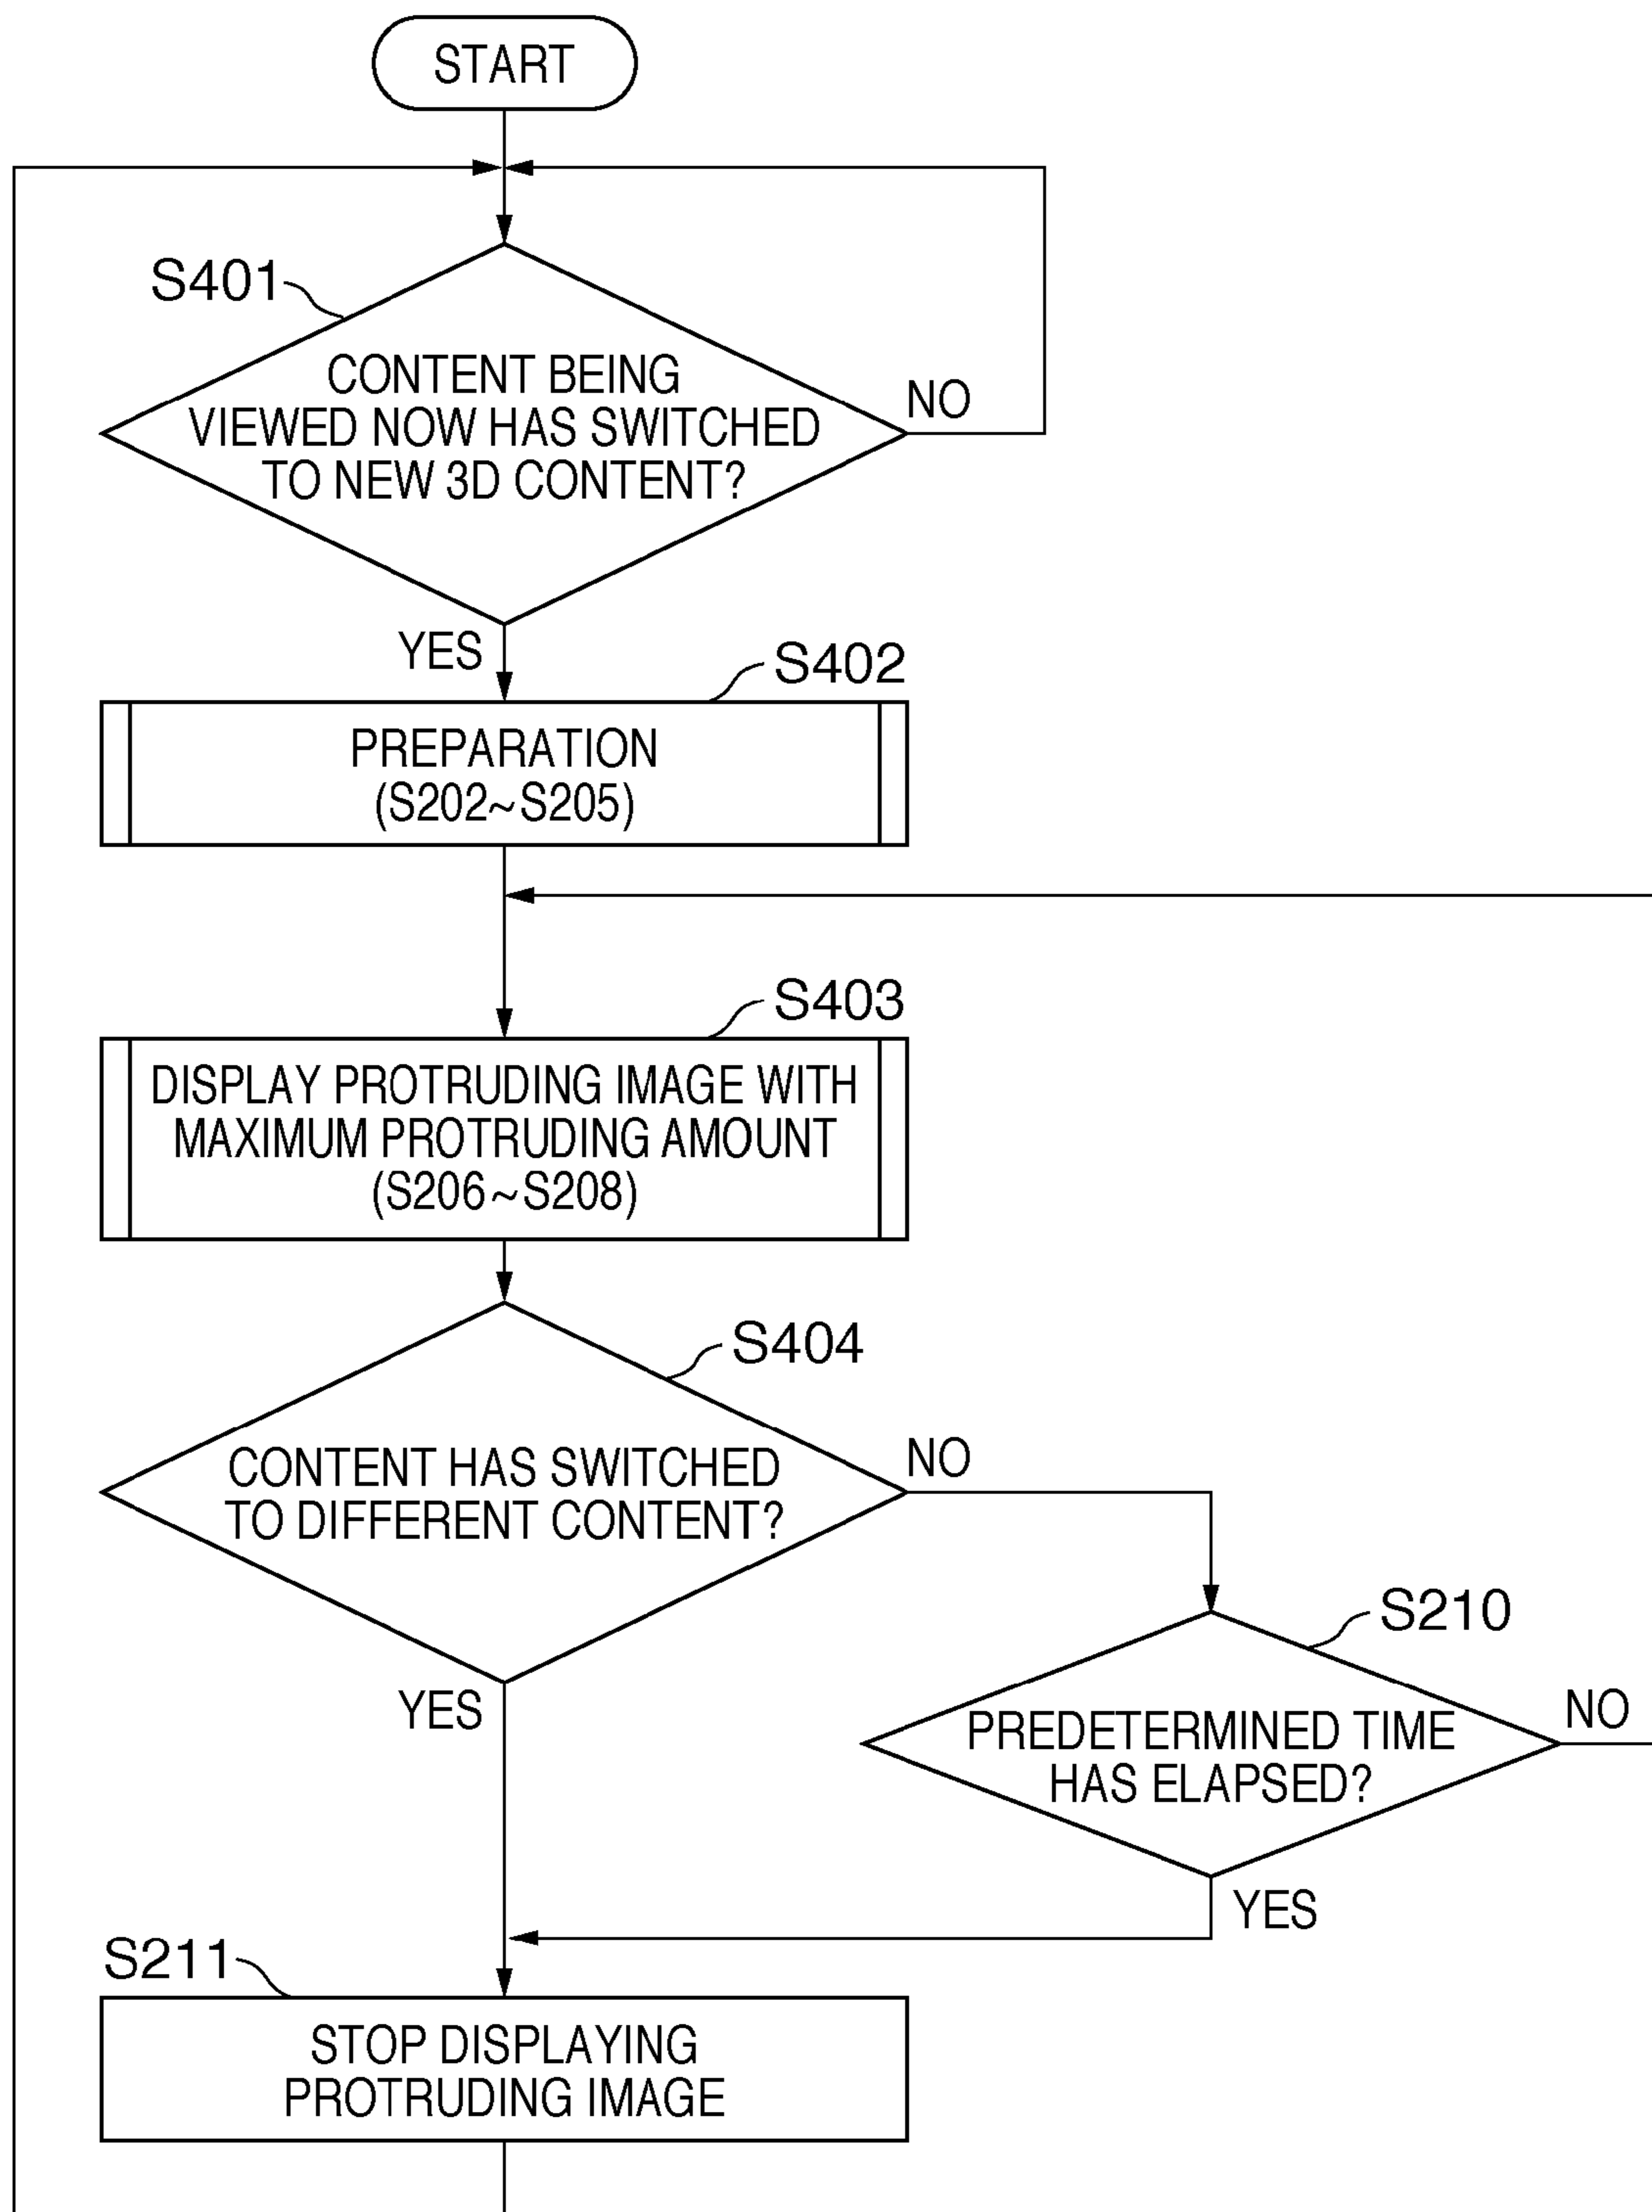 START
S401
CONTENT BEING
VIEWED NOW HAS SWITCHED
TO NEW 3D CONTENT?
NO
YES
S402
PREPARATION
(S202~S205)
S403
DISPLAY PROTRUDING IMAGE WITH
MAXIMUM PROTRUDING AMOUNT
(S206~S208)
S404
CONTENT HAS SWITCHED
TO DIFFERENT CONTENT?
NO
YES
S210
PREDETERMINED TIME
HAS ELAPSED?
NO
YES
S211
STOP DISPLAYING
PROTRUDING IMAGE